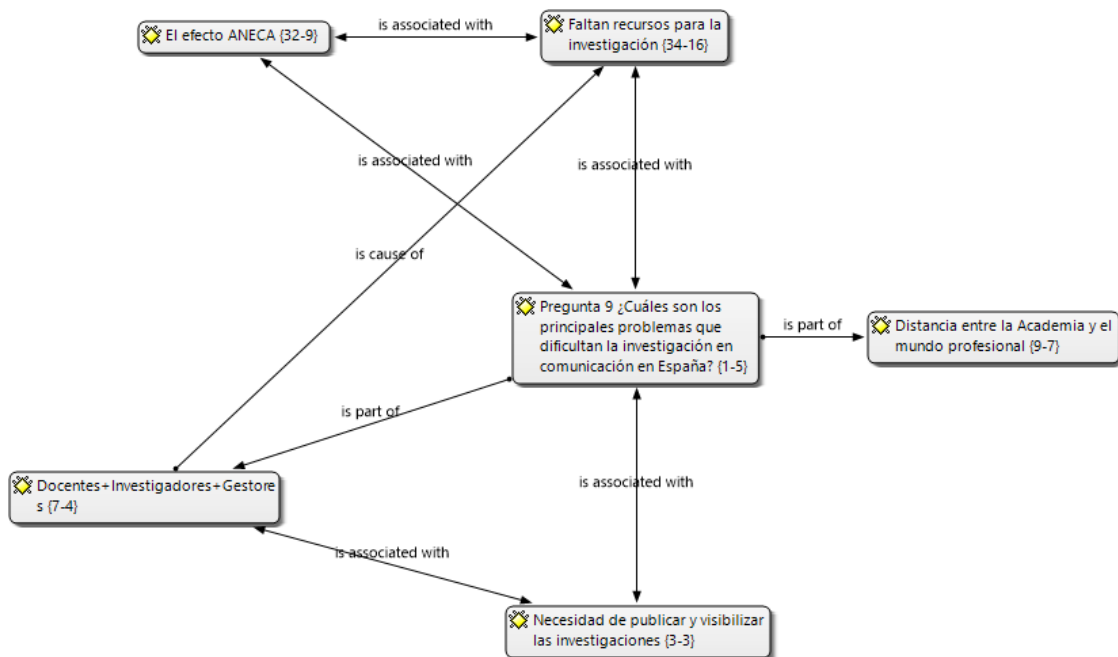 is associated with
El efecto ANECA {32-9}
Faltan recursos para la
investigación {34-16}
is associated with
is associated with
is cause of
Pregunta 9 ¿Cuáles son los
principales problemas que
dificultan la investigación en
comunicación en España? {1-5}
is part of
Distancia entre la Academia y el
mundo profesional {9-7}
is part of
Docentes+Investigadores+Gestore
s {7-4}
is associated with
is associated with
Necesidad de publicar y visibilizar
las investigaciones {3-3}